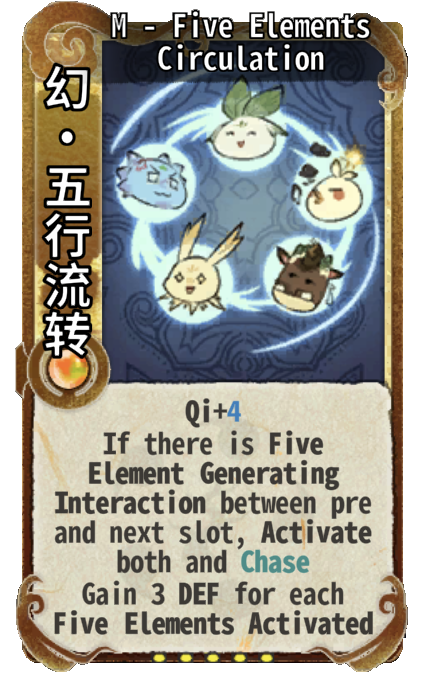 M - Five Elements
Circulation
幻·五行流转
Qi+4
If there is Five
Element Generating
Interaction between pre
and next slot, Activate
both and Chase
Gain 3 DEF for each
Five Elements Activated